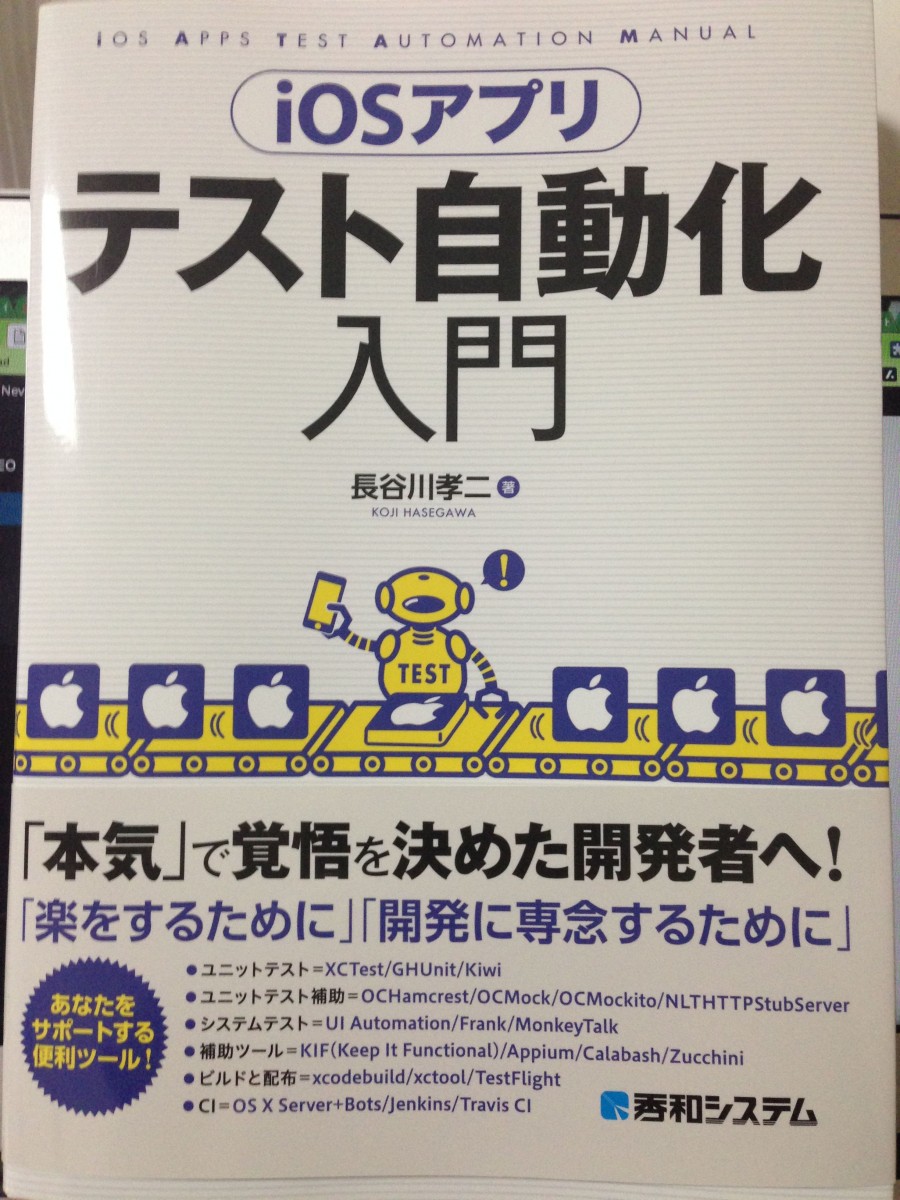 iOS APPS TEST AUTOMATION MANUAL
iOSアプリ
テスト自動化
入門
長谷川孝二 著
KOJI HASEGAWA
!
TEST
「本気」で覚悟を決めた開発者へ!
「楽をするために」「開発に専念するために」
あなたを
サポートする
便利ツール!
●ユニットテスト=XCTest/GHUnit/Kiwi
●ユニットテスト補助=OCHamcrest/OCMock/OCMockito/NLTHTTPStubServer
●システムテスト=UI Automation/Frank/MonkeyTalk
●補助ツール=KIF(Keep It Functional)/Appium/Calabash/Zucchini
●ビルドと配布=xcodebuild/xctool/TestFlight
●CI=OS X Server+Bots/Jenkins/Travis CI
秀和システム